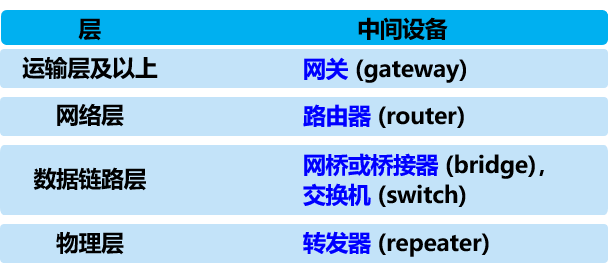 层 中间设备
运输层及以上 网关 (gateway)
网络层 路由器 (router)
数据链路层 网桥或桥接器 (bridge)，
交换机 (switch)
物理层 转发器 (repeater)